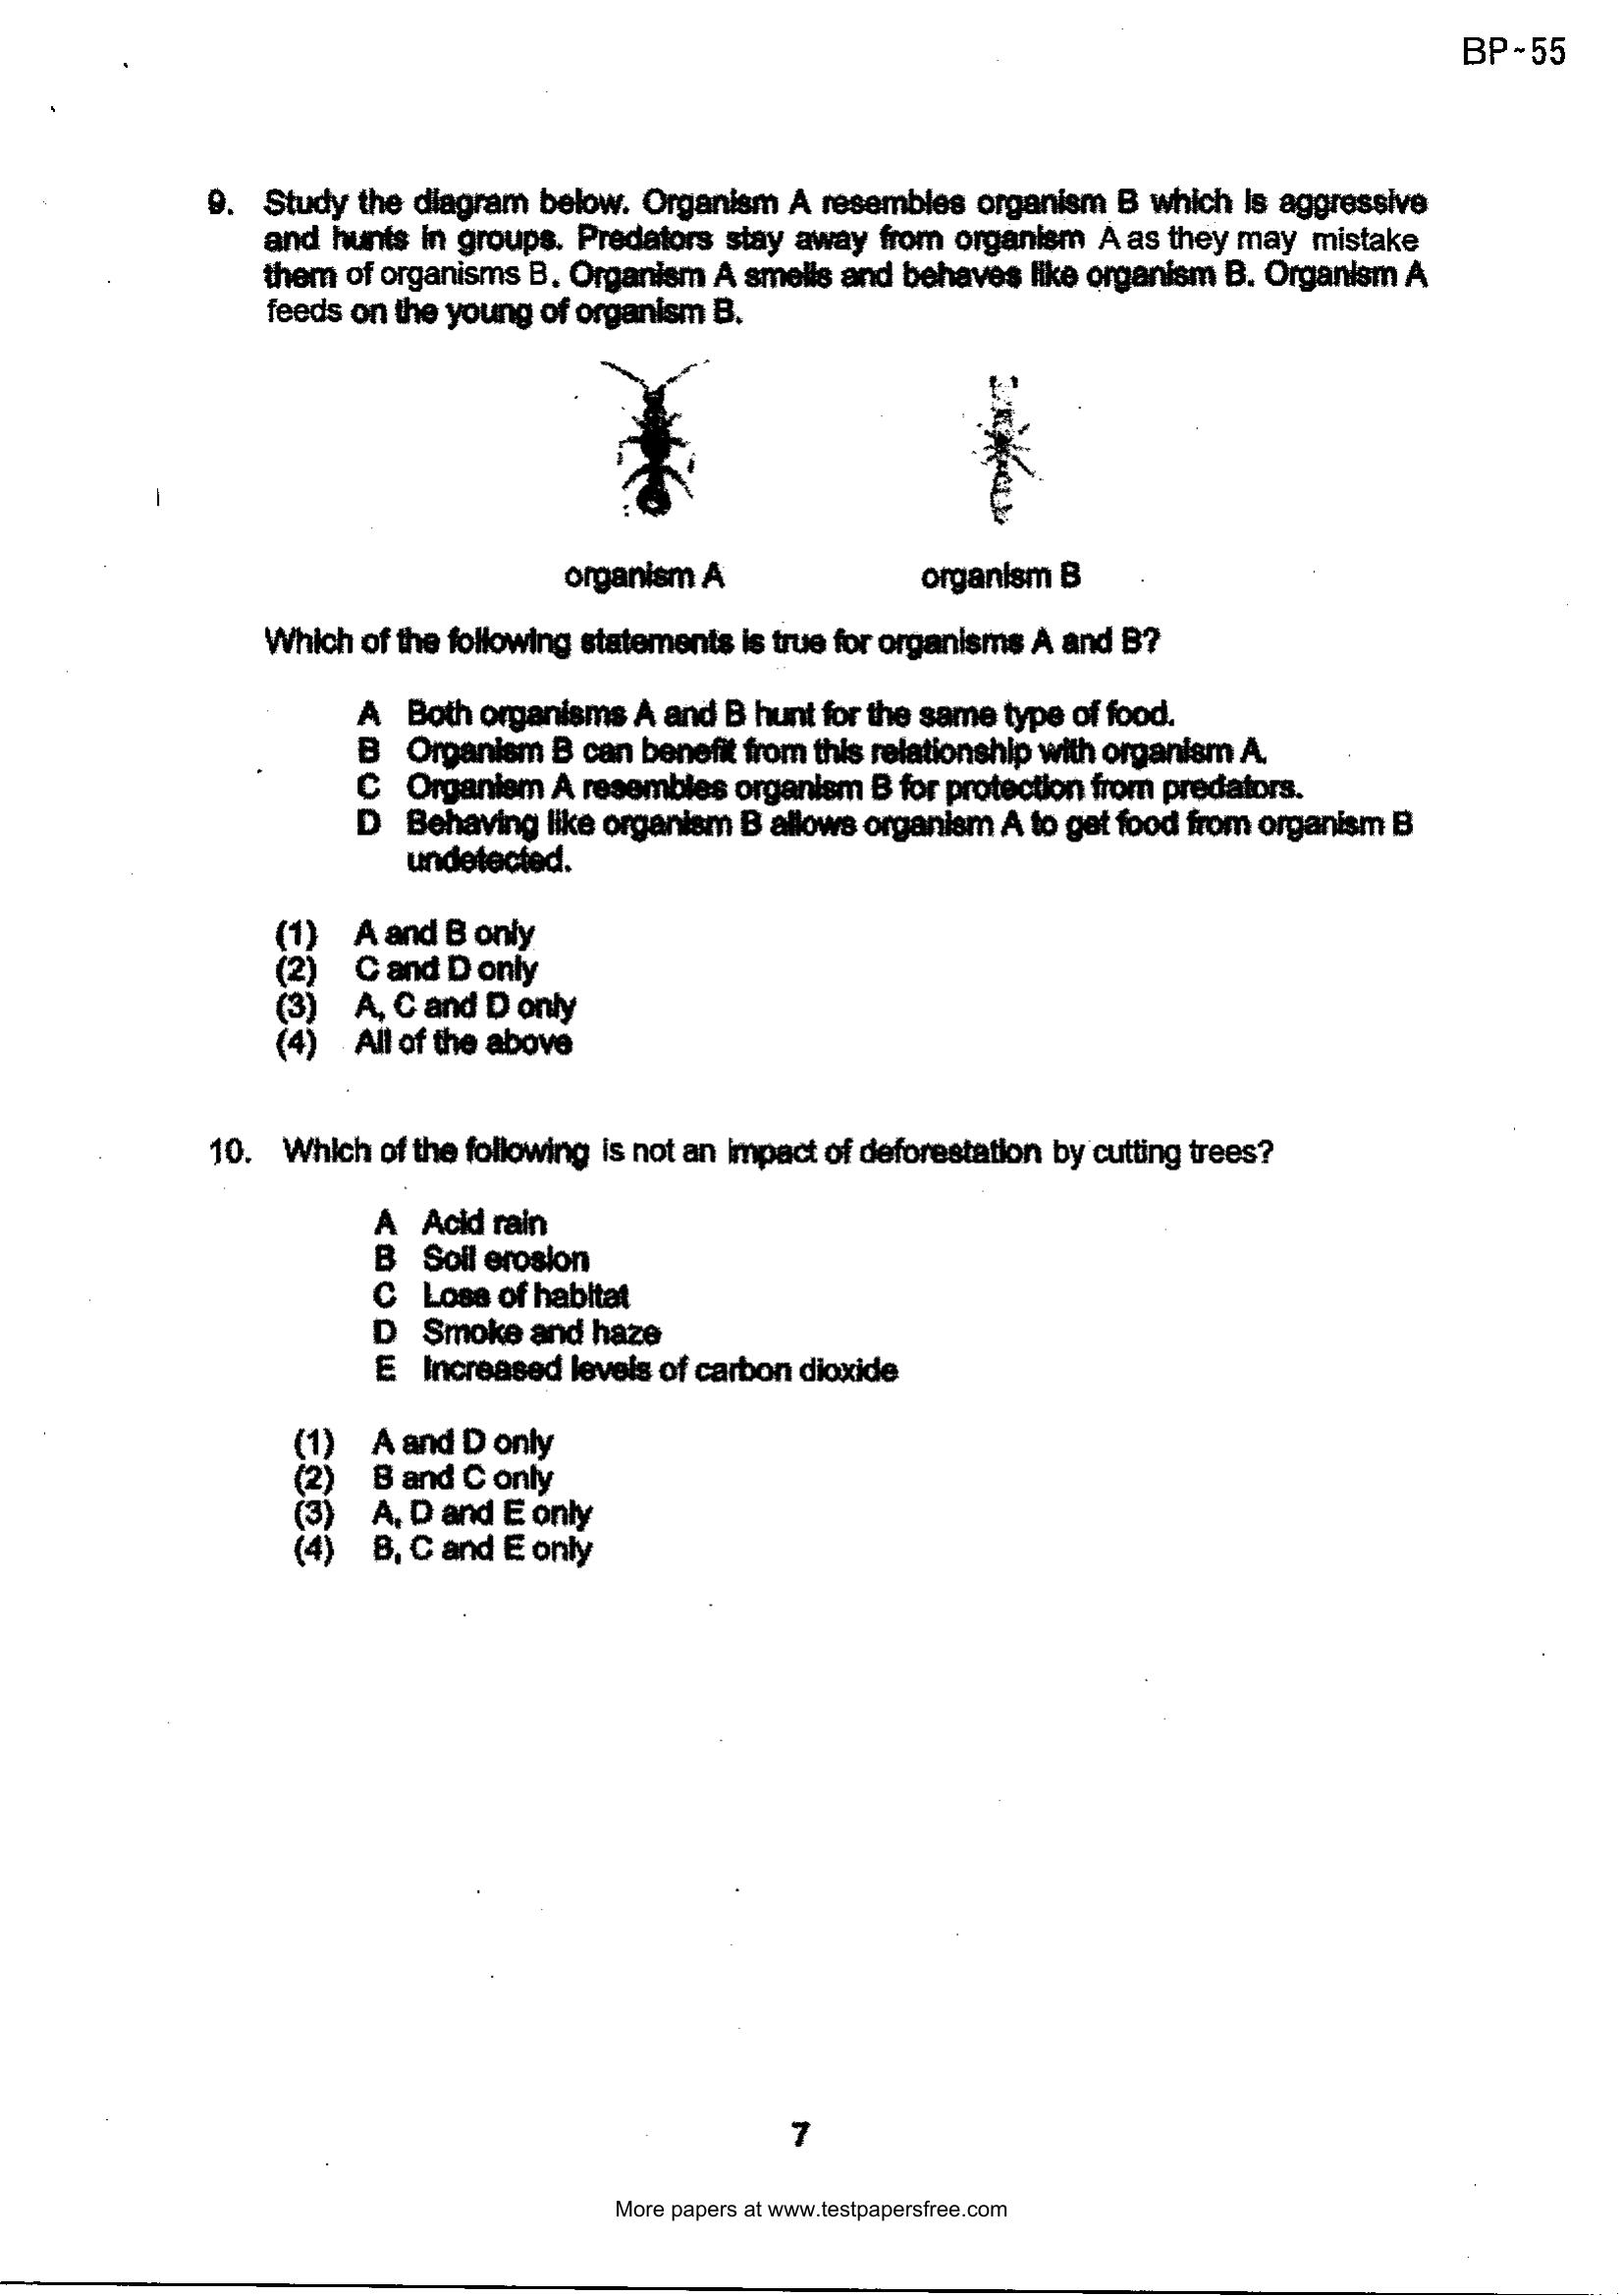 BP~55
9. Study the diagram below. Organism A resembles organism B which is aggressive
and hunts in groups. Predators stay away from organism A as they may mistake
them of organisms B. Organism A smells and behaves like organism B. Organism A
feeds on the young of organism B.
organism A organism B
Which of the following statements is true for organisms A and B?
A Both organisms A and B hunt for the same type of food.
B Organism B can benefit from this relationship with organism A.
C Organism A resembles organism B for protection from predators.
D Behaving like organism B allows organism A to get food from organism B
undetected.
(1) A and B only
(2) C and D only
(3) A, C and D only
(4) All of the above
10. Which of the following is not an impact of deforestation by cutting trees?
A Acid rain
B Soil erosion
C Loss of habitat
D Smoke and haze
E Increased levels of carbon dioxide
(1) A and D only
(2) B and C only
(3) A, D and E only
(4) B, C and E only
7
More papers at www.testpapersfree.com